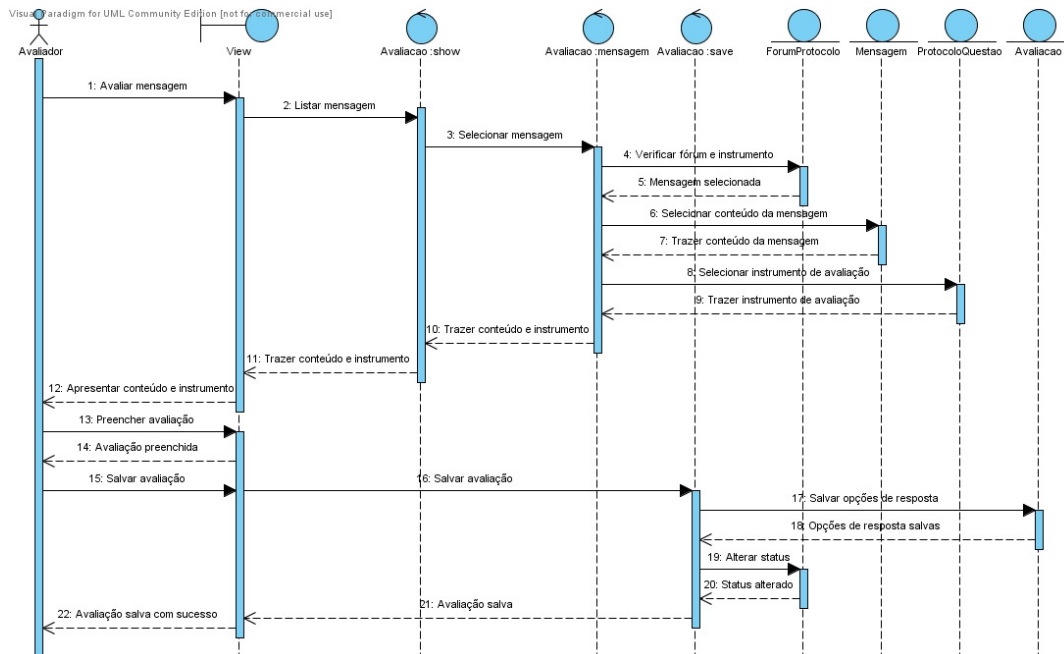 Visual Paradigm for UML Community Edition [not for commercial use]
Avaliador
View
Avaliacao :show
Avaliacao :mensagem
Avaliacao :save
ForumProtocolo
Mensagem
ProtocoloQuestao
Avaliacao
1: Avaliar mensagem
2: Listar mensagem
3: Selecionar mensagem
4: Verificar fórum e instrumento
5: Mensagem selecionada
6: Selecionar conteúdo da mensagem
7: Trazer conteúdo da mensagem
8: Selecionar instrumento de avaliação
9: Trazer instrumento de avaliação
10: Trazer conteúdo e instrumento
11: Trazer conteúdo e instrumento
12: Apresentar conteúdo e instrumento
13: Preencher avaliação
14: Avaliação preenchida
15: Salvar avaliação
16: Salvar avaliação
17: Salvar opções de resposta
18: Opções de resposta salvas
19: Alterar status
20: Status alterado
21: Avaliação salva
22: Avaliação salva com sucesso